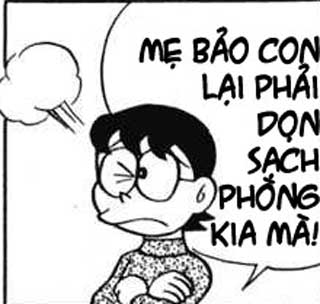 MẸ BẢO CON
LẠI PHẢI
DỌN
SẠCH
PHÒNG
KIA MÀ!